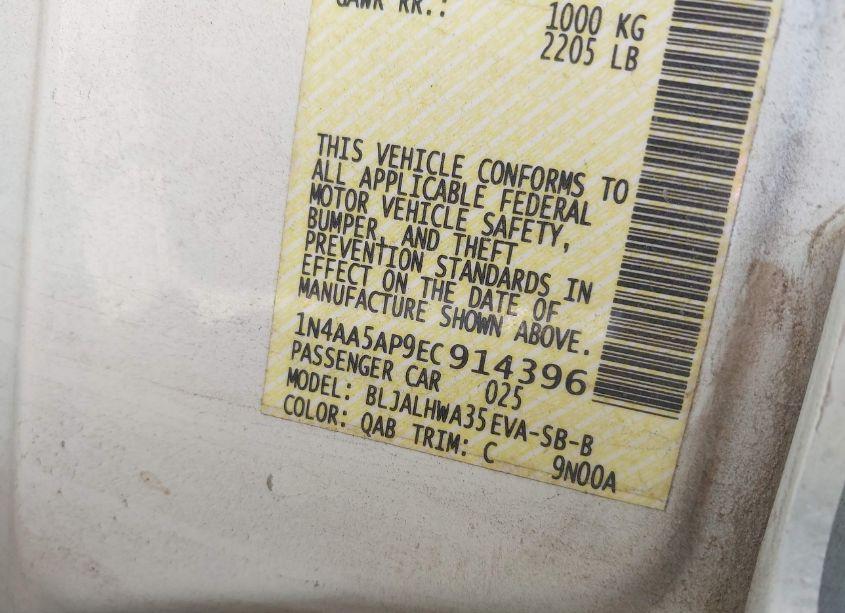 GAWR RR.: 1000 KG
2205 LB
THIS VEHICLE CONFORMS TO
ALL APPLICABLE FEDERAL
MOTOR VEHICLE SAFETY,
BUMPER, AND THEFT
PREVENTION STANDARDS IN
EFFECT ON THE DATE OF
MANUFACTURE SHOWN ABOVE.
1N4AA5AP9EC914396
PASSENGER CAR 025
MODEL: BLJALHWA35EVA-SB-B
COLOR: QAB TRIM: C 9N00A